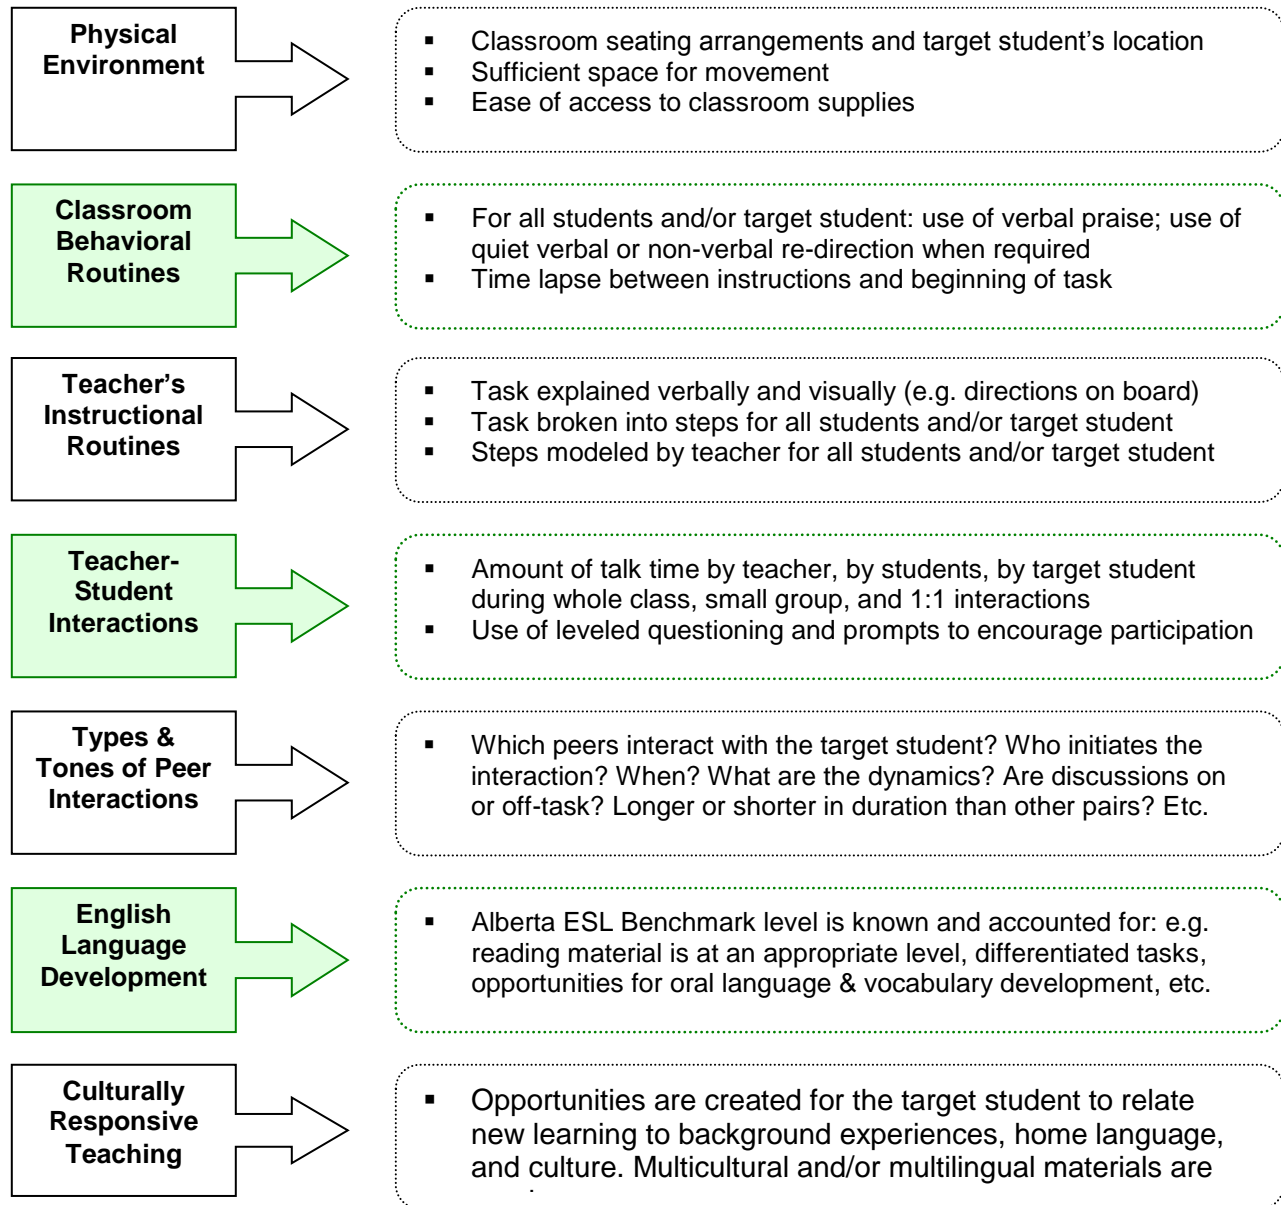 Physical
Environment
▪ Classroom seating arrangements and target student's location
▪ Sufficient space for movement
▪ Ease of access to classroom supplies
Classroom
Behavioral
Routines
▪ For all students and/or target student: use of verbal praise; use of
quiet verbal or non-verbal re-direction when required
▪ Time lapse between instructions and beginning of task
Teacher's
Instructional
Routines
▪ Task explained verbally and visually (e.g. directions on board)
▪ Task broken into steps for all students and/or target student
▪ Steps modeled by teacher for all students and/or target student
Teacher-
Student
Interactions
▪ Amount of talk time by teacher, by students, by target student
during whole class, small group, and 1:1 interactions
▪ Use of leveled questioning and prompts to encourage participation
Types &
Tones of Peer
Interactions
▪ Which peers interact with the target student? Who initiates the
interaction? When? What are the dynamics? Are discussions on
or off-task? Longer or shorter in duration than other pairs? Etc.
English
Language
Development
▪ Alberta ESL Benchmark level is known and accounted for: e.g.
reading material is at an appropriate level, differentiated tasks,
opportunities for oral language & vocabulary development, etc.
Culturally
Responsive
Teaching
▪ Opportunities are created for the target student to relate
new learning to background experiences, home language,
and culture. Multicultural and/or multilingual materials are